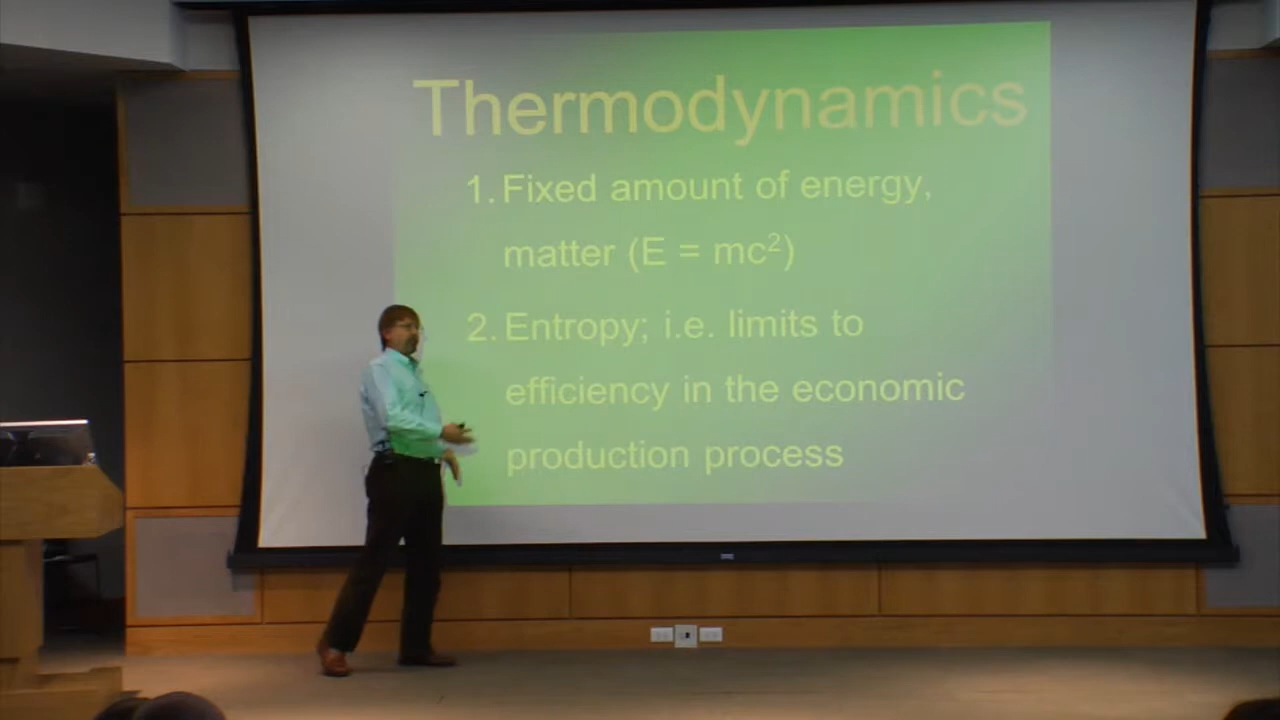 Thermodynamics
1. Fixed amount of energy,
matter (E = mc²)
2. Entropy; i.e. limits to
efficiency in the economic
production process